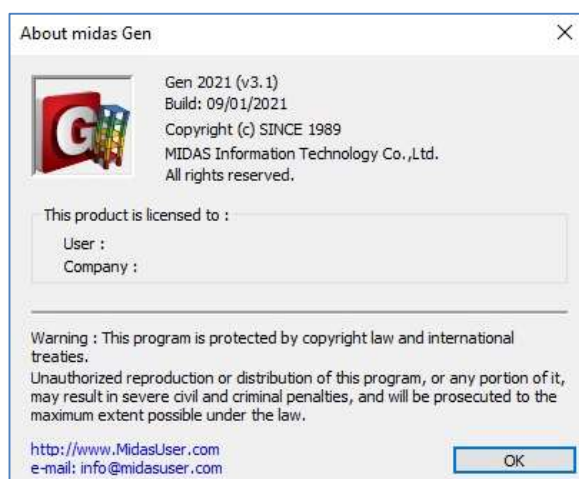 About midas Gen
G
Gen 2021 (v3.1)
Build: 09/01/2021
Copyright (c) SINCE 1989
MIDAS Information Technology Co.,Ltd.
All rights reserved.
This product is licensed to :
User :
Company :
Warning : This program is protected by copyright law and international
treaties.
Unauthorized reproduction or distribution of this program, or any portion of it,
may result in severe civil and criminal penalties, and will be prosecuted to the
maximum extent possible under the law.
http://www.MidasUser.com
e-mail: info@midasuser.com
OK